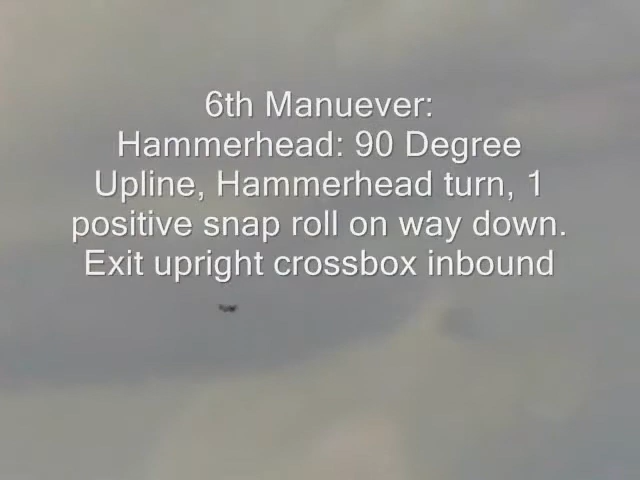 6th Manuever:
Hammerhead: 90 Degree
Upline, Hammerhead turn, 1
positive snap roll on way down.
Exit upright crossbox inbound